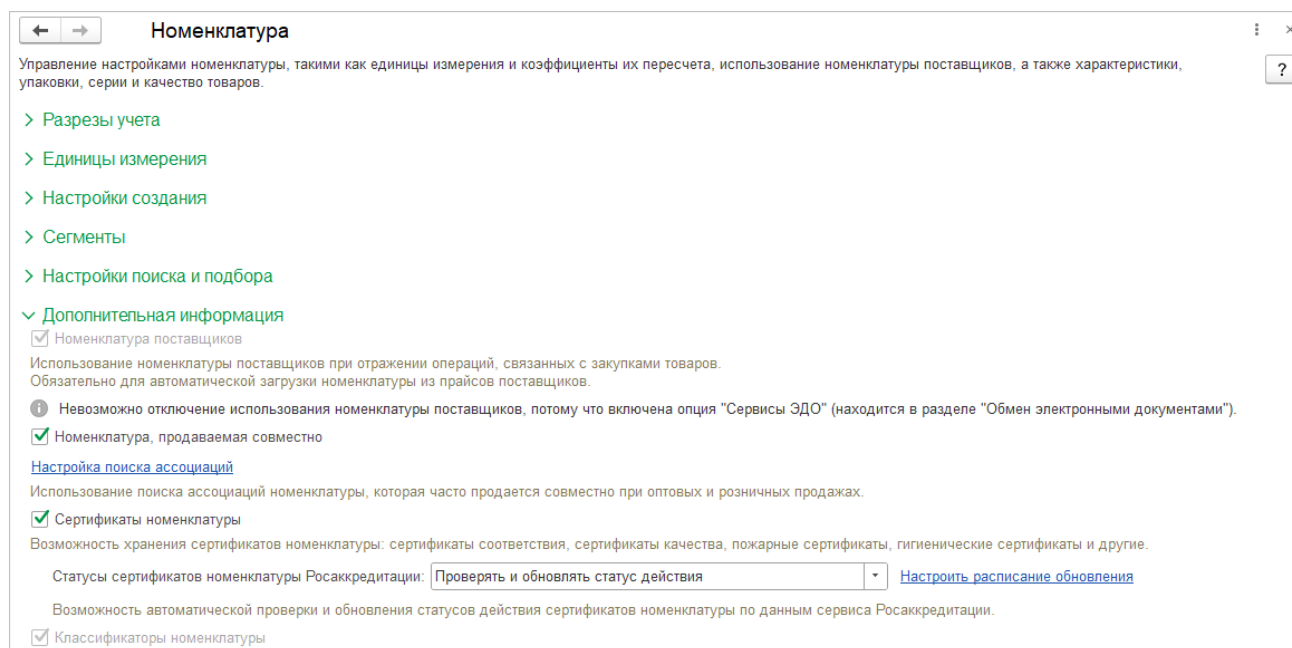 Номенклатура
Управление настройками номенклатуры, такими как единицы измерения и коэффициенты их пересчета, использование номенклатуры поставщиков, а также характеристики,
упаковки, серии и качество товаров.
?
Разрезы учета
Единицы измерения
Настройки создания
Сегменты
Настройки поиска и подбора
Дополнительная информация
Номенклатура поставщиков
Использование номенклатуры поставщиков при отражении операций, связанных с закупками товаров.
Обязательно для автоматической загрузки номенклатуры из прайсов поставщиков.
Невозможно отключение использования номенклатуры поставщиков, потому что включена опция "Сервисы ЭДО" (находится в разделе "Обмен электронными документами").
Номенклатура, продаваемая совместно
Настройка поиска ассоциаций
Использование поиска ассоциаций номенклатуры, которая часто продается совместно при оптовых и розничных продажах.
Сертификаты номенклатуры
Возможность хранения сертификатов номенклатуры: сертификаты соответствия, сертификаты качества, пожарные сертификаты, гигиенические сертификаты и другие.
Статусы сертификатов номенклатуры Росаккредитации: Проверять и обновлять статус действия Настроить расписание обновления
Возможность автоматической проверки и обновления статусов действия сертификатов номенклатуры по данным сервиса Росаккредитации.
Классификаторы номенклатуры